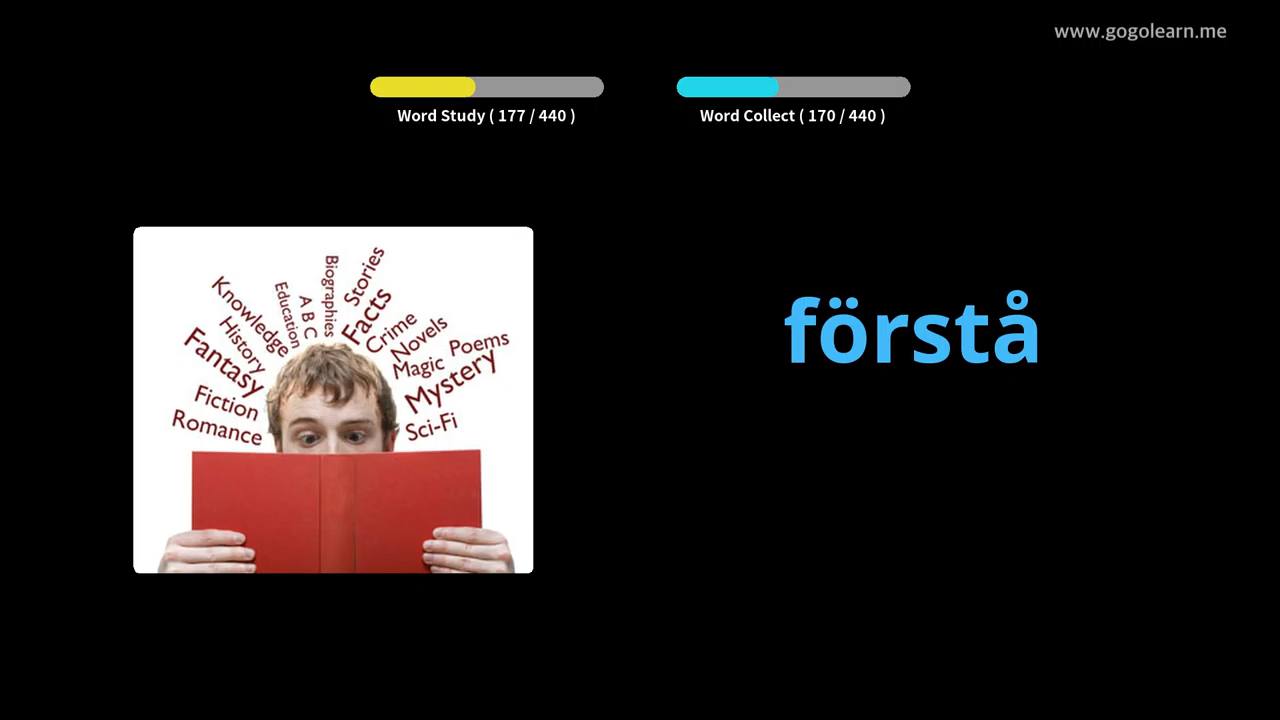 www.gogolearn.me
Word Study ( 177 / 440 )
Word Collect ( 170 / 440 )
Romance
Fiction
Fantasy
History
Knowledge
Education
A B C
Biographies
Stories
Facts
Crime
Novels
Magic
Poems
Mystery
Sci-Fi
förstå